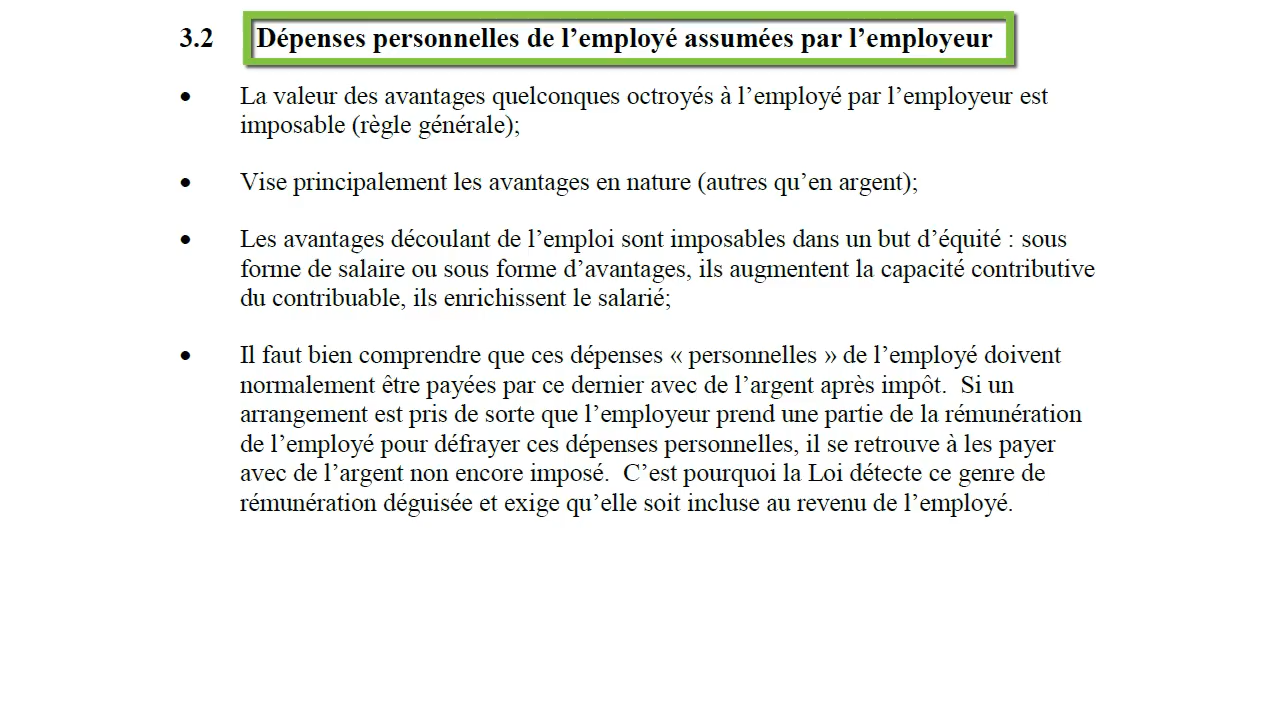 3.2 Dépenses personnelles de l’employé assumées par l’employeur
• La valeur des avantages quelconques octroyés à l’employé par l’employeur est
imposable (règle générale);
• Vise principalement les avantages en nature (autres qu’en argent);
• Les avantages découlant de l’emploi sont imposables dans un but d’équité : sous
forme de salaire ou sous forme d’avantages, ils augmentent la capacité contributive
du contribuable, ils enrichissent le salarié;
• Il faut bien comprendre que ces dépenses « personnelles » de l’employé doivent
normalement être payées par ce dernier avec de l’argent après impôt.  Si un
arrangement est pris de sorte que l’employeur prend une partie de la rémunération
de l’employé pour défrayer ces dépenses personnelles, il se retrouve à les payer
avec de l’argent non encore imposé.  C’est pourquoi la Loi détecte ce genre de
rémunération déguisée et exige qu’elle soit incluse au revenu de l’employé.